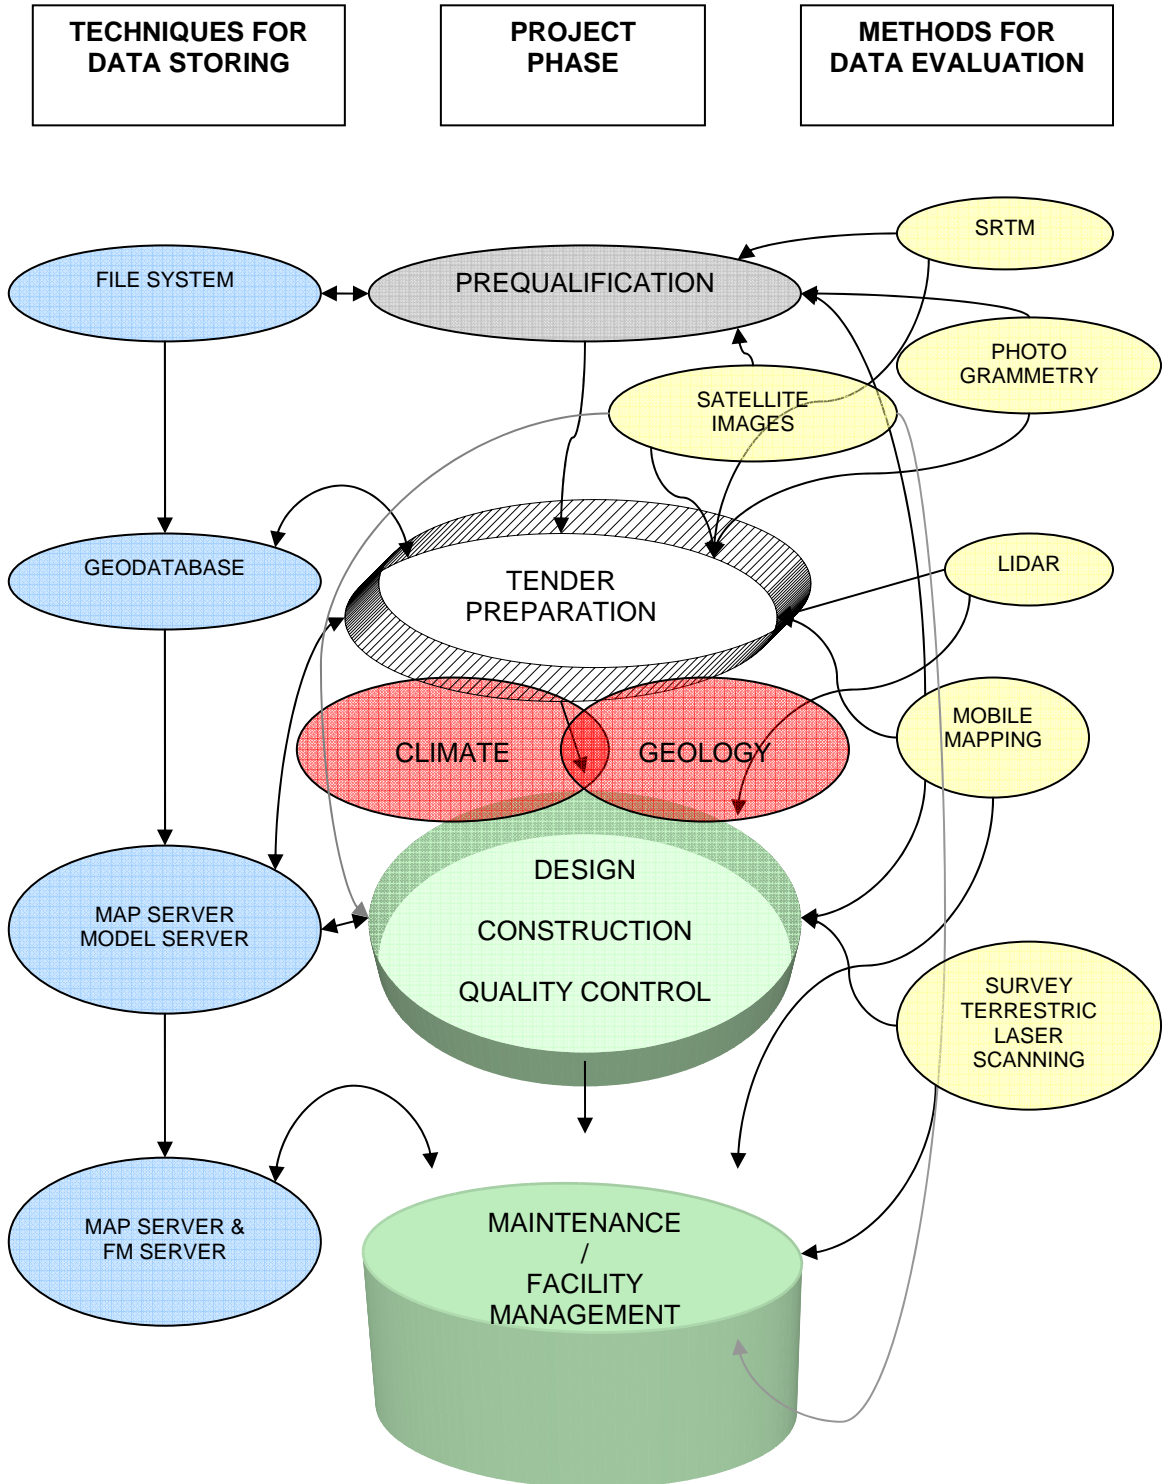 TECHNIQUES FOR
DATA STORING
PROJECT
PHASE
METHODS FOR
DATA EVALUATION
SRTM
FILE SYSTEM
PREQUALIFICATION
PHOTO
GRAMMETRY
SATELLITE
IMAGES
GEODATABASE
TENDER
PREPARATION
LIDAR
CLIMATE
GEOLOGY
MOBILE
MAPPING
MAP SERVER
MODEL SERVER
DESIGN
CONSTRUCTION
QUALITY CONTROL
SURVEY
TERRESTRIC
LASER
SCANNING
MAP SERVER &
FM SERVER
MAINTENANCE
/
FACILITY
MANAGEMENT